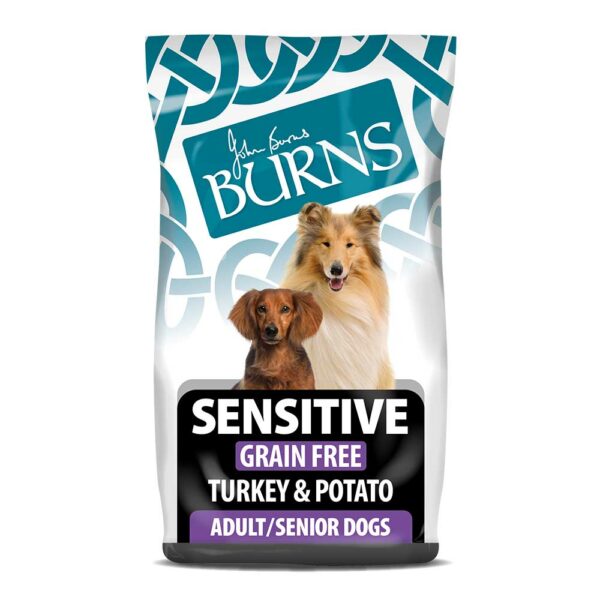 John Burns
BURNS
SENSITIVE
GRAIN FREE
TURKEY & POTATO
ADULT/SENIOR DOGS